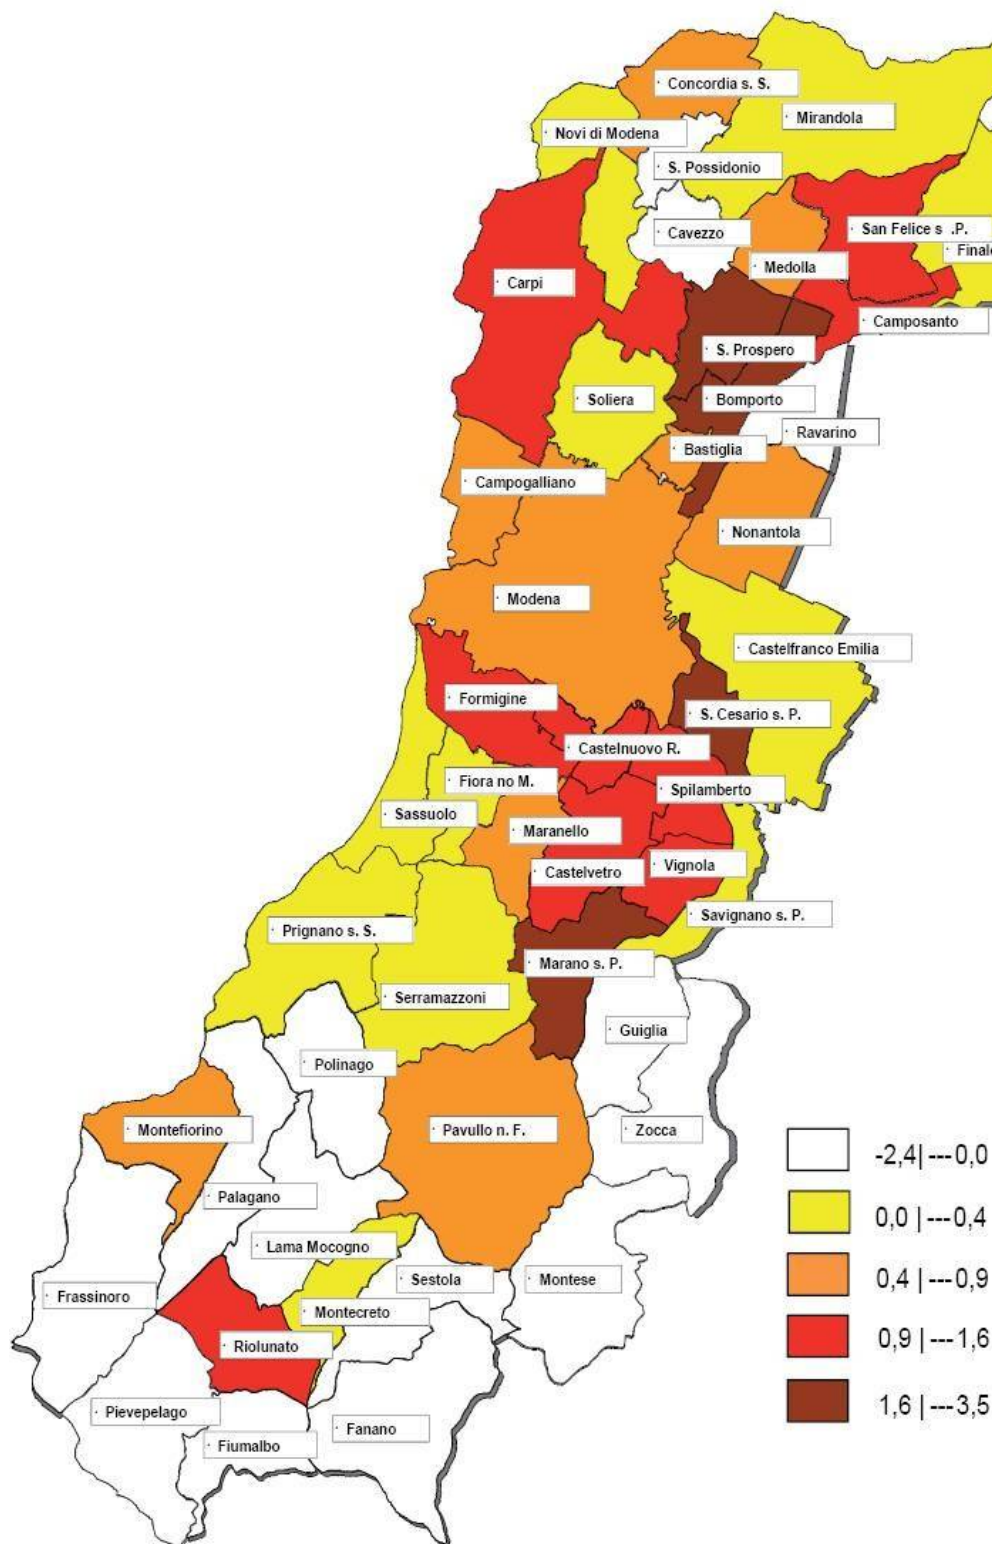 · Concordia s. S.
· Mirandola
· Novi di Modena
· S. Possidonio
· San Felice s .P.
· Cavezzo
· Finale
· Medolla
· Carpi
· Camposanto
· S. Prospero
· Soliera
· Bomporto
· Ravarino
· Bastiglia
· Campogalliano
· Nonantola
· Modena
· Castelfranco Emilia
· Formigine
· S. Cesario s. P.
· Castelnuovo R.
· Fiora no M.
· Spilamberto
· Sassuolo
· Maranello
· Castelvetro
· Vignola
· Savignano s. P.
· Prignano s. S.
· Marano s. P.
· Serramazzoni
· Guiglia
· Polinago
· Montefiorino
· Pavullo n. F.
· Zocca
-2,4|---0,0
· Palagano
0,0 |---0,4
· Lama Mocogno
· Sestola
· Montese
0,4 |---0,9
· Frassinoro
· Montecreto
· Riolunato
0,9 |---1,6
· Pievepelago
1,6 |---3,5
· Fanano
· Fiumalbo